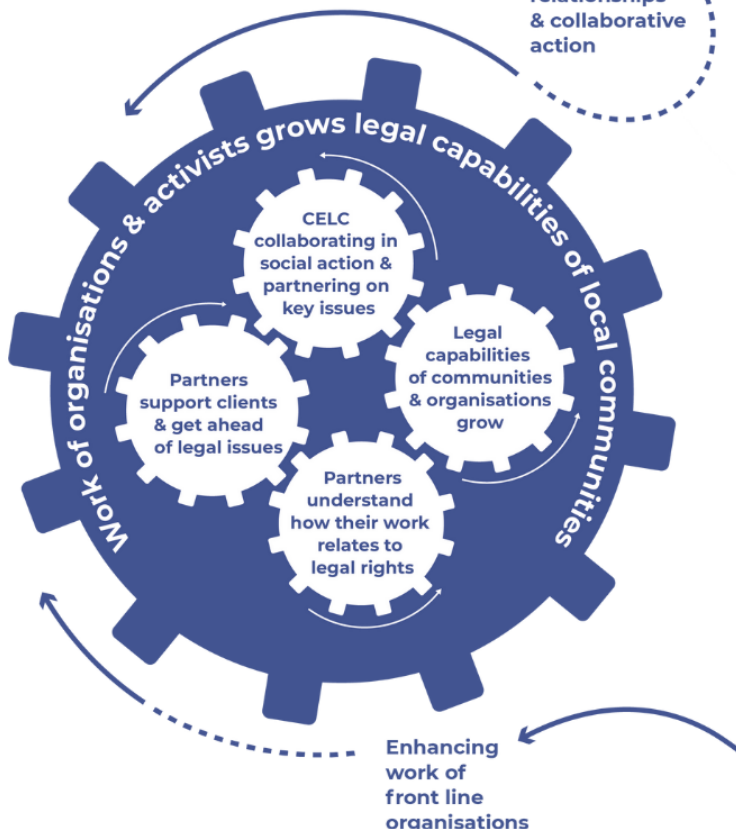 relationships
& collaborative
action
Work of organisations & activists grows legal capabilities of local communities
CELC
collaborating in
social action &
partnering on
key issues
Legal
capabilities
of communities
& organisations
grow
Partners
support clients
& get ahead
of legal issues
Partners
understand
how their work
relates to
legal rights
Enhancing
work of
front line
organisations